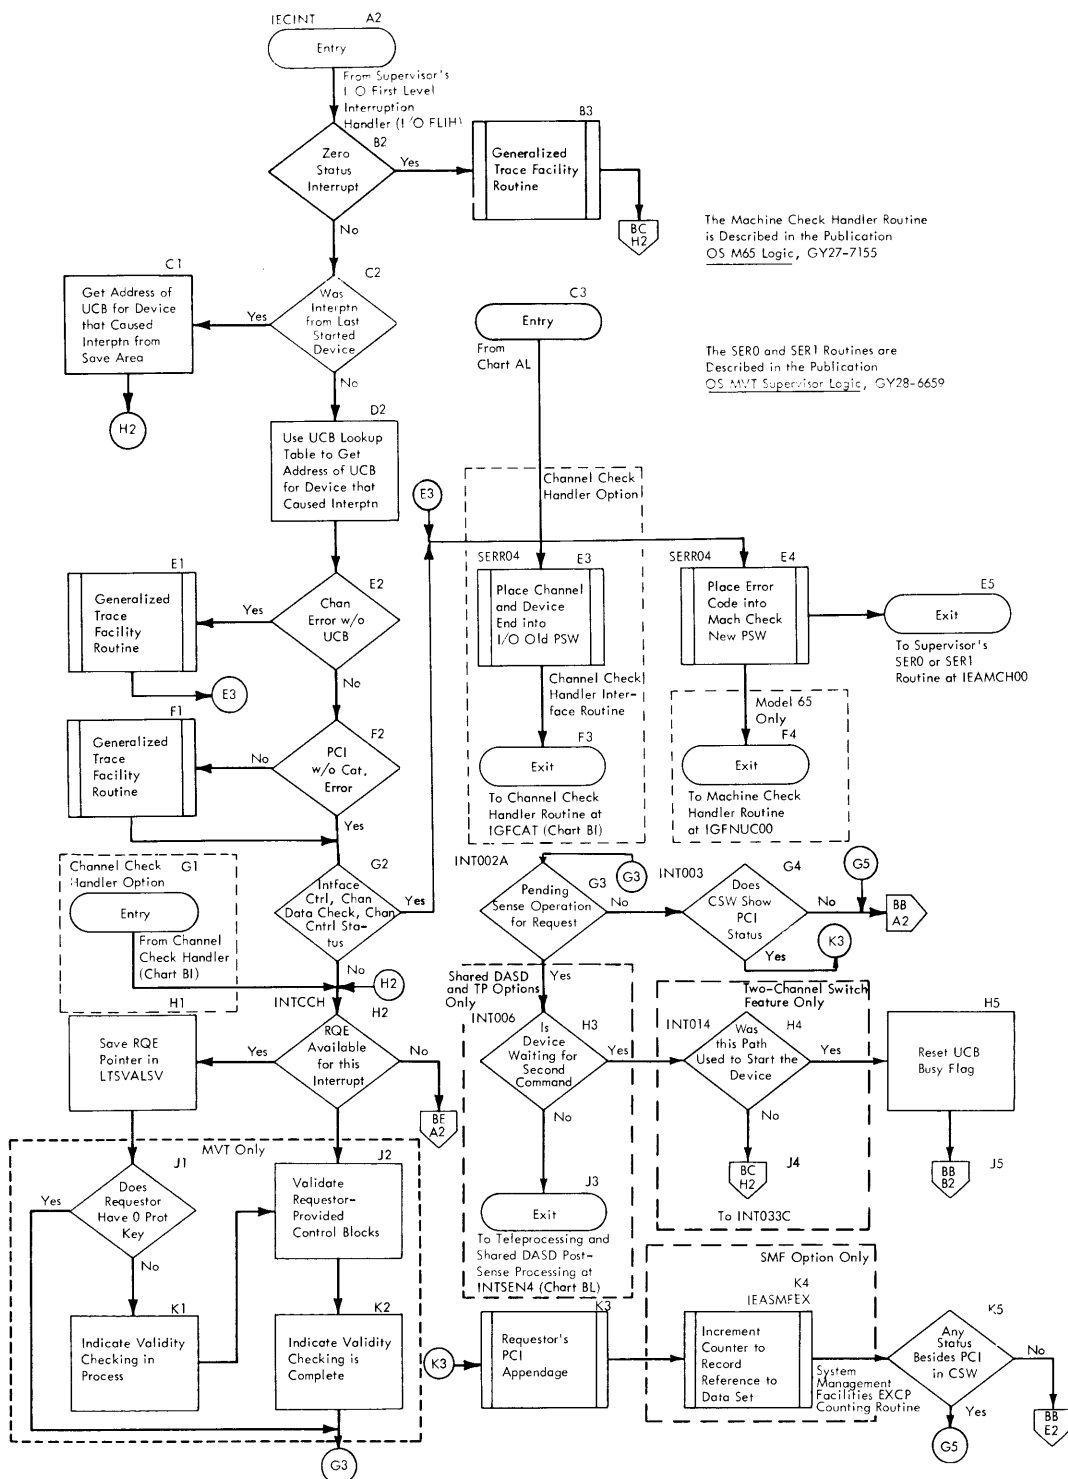 IECINT
A2
Entry
From Supervisor's
I/O First Level
Interruption
Handler (I/O FLIH)
B2
Zero
Status
Interrupt
Yes
No
B3
Generalized
Trace Facility
Routine
BC
H2
The Machine Check Handler Routine
is Described in the Publication
OS M65 Logic, GY27-7155
C1
Get Address of
UCB for Device
that Caused
Interptn from
Save Area
H2
C2
Was
Interptn
from Last
Started
Device
Yes
No
C3
Entry
From
Chart AL
The SER0 and SER1 Routines are
Described in the Publication
OS MVT Supervisor Logic, GY28-6659
D2
Use UCB Lookup
Table to Get
Address of UCB
for Device that
Caused Interptn
E3
Channel Check
Handler Option
E1
Generalized
Trace
Facility
Routine
E3
E2
Chan
Error w/o
UCB
Yes
No
SERR04
E3
Place Channel
and Device
End into
I/O Old PSW
Channel Check
Handler Inter-
face Routine
SERR04
E4
Place Error
Code into
Mach Check
New PSW
E5
Exit
To Supervisor's
SER0 or SER1
Routine at IEAMCH00
F1
Generalized
Trace
Facility
Routine
F2
PCI
w/o Cat.
Error
No
Yes
F3
Exit
To Channel Check
Handler Routine at
IGFCAT (Chart BI)
Model 65
Only
F4
Exit
To Machine Check
Handler Routine
at IGFNUC00
Channel Check
Handler Option
G1
Entry
From Channel
Check Handler
(Chart BI)
G2
Intface
Ctrl, Chan
Data Check, Chan
Cntrl Sta-
tus
Yes
No
INT002A
G3
G3
Pending
Sense Operation
for Request
No
Yes
INT003
G4
Does
CSW Show
PCI
Status
No
Yes
G5
BB
A2
K3
H2
H1
Save RQE
Pointer in
LTSVALSV
INTCCH
H2
RQE
Available
for this
Interrupt
Yes
No
BE
A2
Shared DASD
and TP Options
Only
INT006
H3
Is
Device
Waiting for
Second
Command
Yes
No
Two-Channel Switch
Feature Only
INT014
H4
Was
this Path
Used to Start the
Device
Yes
No
BC
H2
J4
To INT033C
H5
Reset UCB
Busy Flag
BB
B2
J5
MVT Only
J1
Does
Requestor
Have 0 Prot
Key
Yes
No
J2
Validate
Requestor-
Provided
Control Blocks
J3
Exit
To Teleprocessing and
Shared DASD Post-
Sense Processing at
INTSEN4 (Chart BL)
K1
Indicate Validity
Checking in
Process
K2
Indicate Validity
Checking is
Complete
G3
K3
K3
Requestor's
PCI
Appendage
SMF Option Only
K4
IEASMFEX
Increment
Counter to
Record
Reference to
Data Set
System
Management
Facilities EXCP
Counting Routine
K5
Any
Status
Besides PCI
in CSW
No
Yes
BB
E2
G5